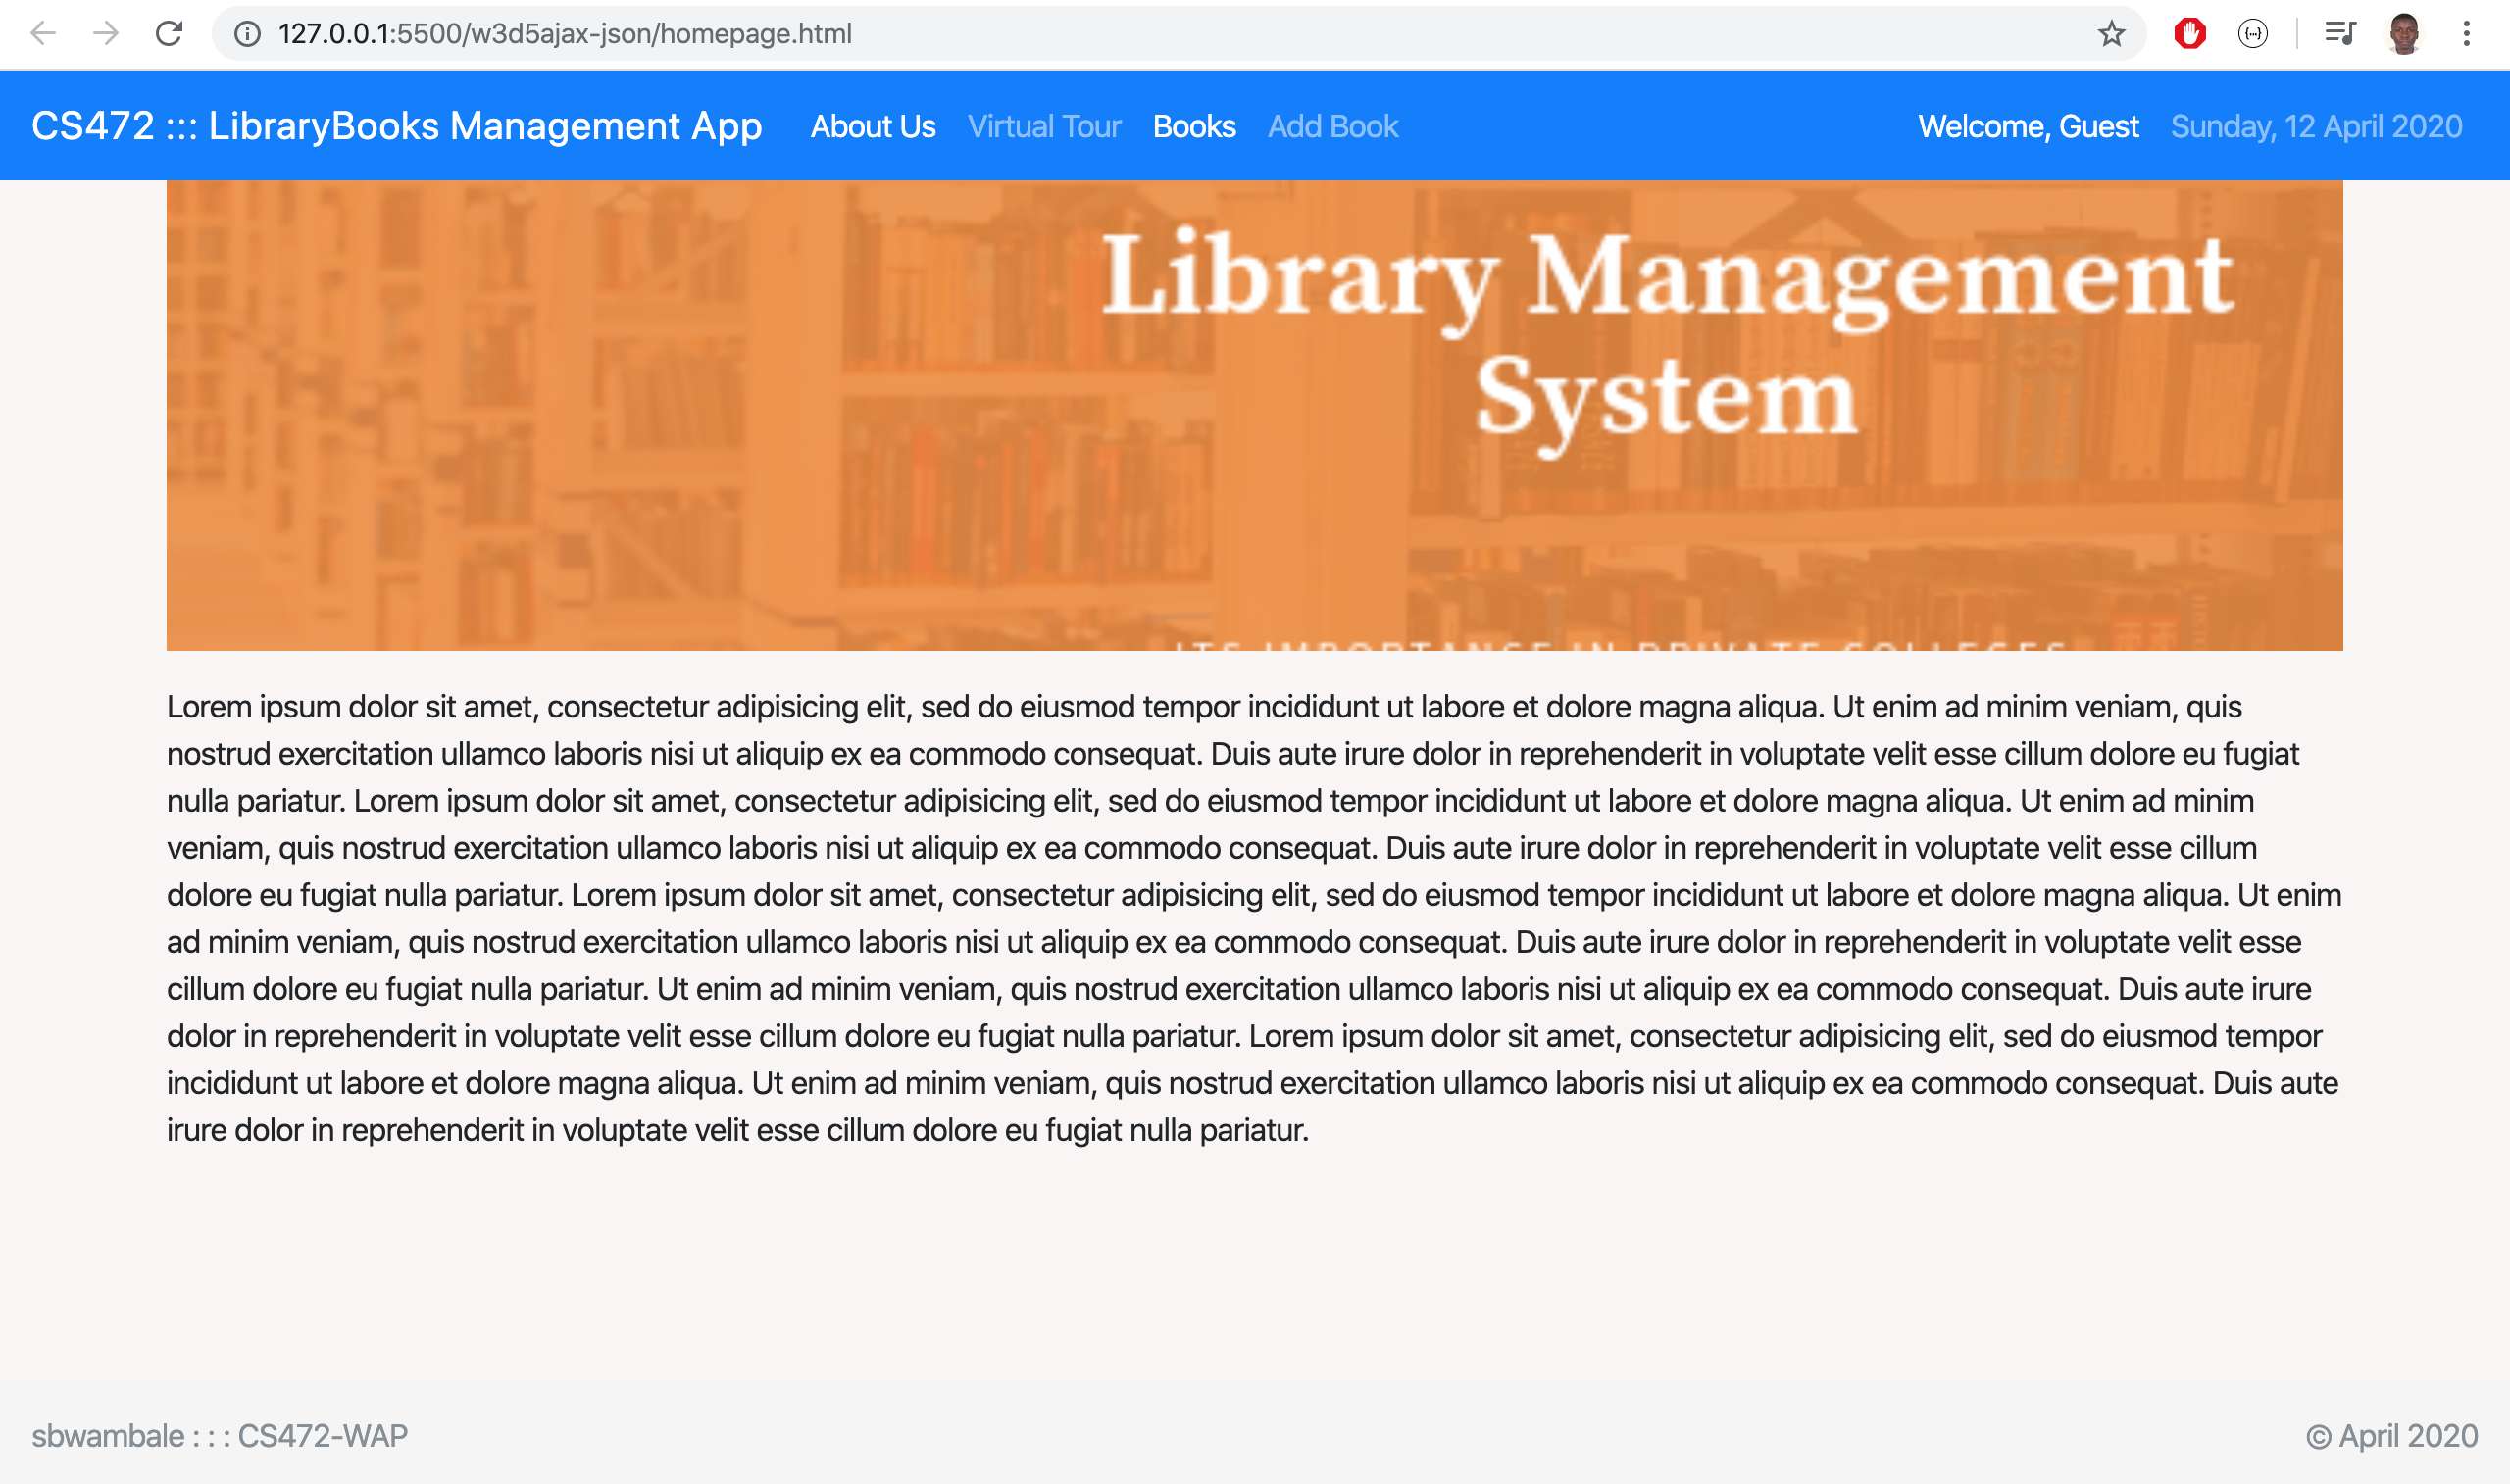 127.0.0.1:5500/w3d5ajax-json/homepage.html
CS472 ::: LibraryBooks Management App About Us Virtual Tour Books Add Book Welcome, Guest Sunday, 12 April 2020
Library Management
System
ITS IMPORTANCE IN PRIVATE COLLEGES
Lorem ipsum dolor sit amet, consectetur adipisicing elit, sed do eiusmod tempor incididunt ut labore et dolore magna aliqua. Ut enim ad minim veniam, quis
nostrud exercitation ullamco laboris nisi ut aliquip ex ea commodo consequat. Duis aute irure dolor in reprehenderit in voluptate velit esse cillum dolore eu fugiat
nulla pariatur. Lorem ipsum dolor sit amet, consectetur adipisicing elit, sed do eiusmod tempor incididunt ut labore et dolore magna aliqua. Ut enim ad minim
veniam, quis nostrud exercitation ullamco laboris nisi ut aliquip ex ea commodo consequat. Duis aute irure dolor in reprehenderit in voluptate velit esse cillum
dolore eu fugiat nulla pariatur. Lorem ipsum dolor sit amet, consectetur adipisicing elit, sed do eiusmod tempor incididunt ut labore et dolore magna aliqua. Ut enim
ad minim veniam, quis nostrud exercitation ullamco laboris nisi ut aliquip ex ea commodo consequat. Duis aute irure dolor in reprehenderit in voluptate velit esse
cillum dolore eu fugiat nulla pariatur. Ut enim ad minim veniam, quis nostrud exercitation ullamco laboris nisi ut aliquip ex ea commodo consequat. Duis aute irure
dolor in reprehenderit in voluptate velit esse cillum dolore eu fugiat nulla pariatur. Lorem ipsum dolor sit amet, consectetur adipisicing elit, sed do eiusmod tempor
incididunt ut labore et dolore magna aliqua. Ut enim ad minim veniam, quis nostrud exercitation ullamco laboris nisi ut aliquip ex ea commodo consequat. Duis aute
irure dolor in reprehenderit in voluptate velit esse cillum dolore eu fugiat nulla pariatur.
sbwambale : : : CS472-WAP © April 2020